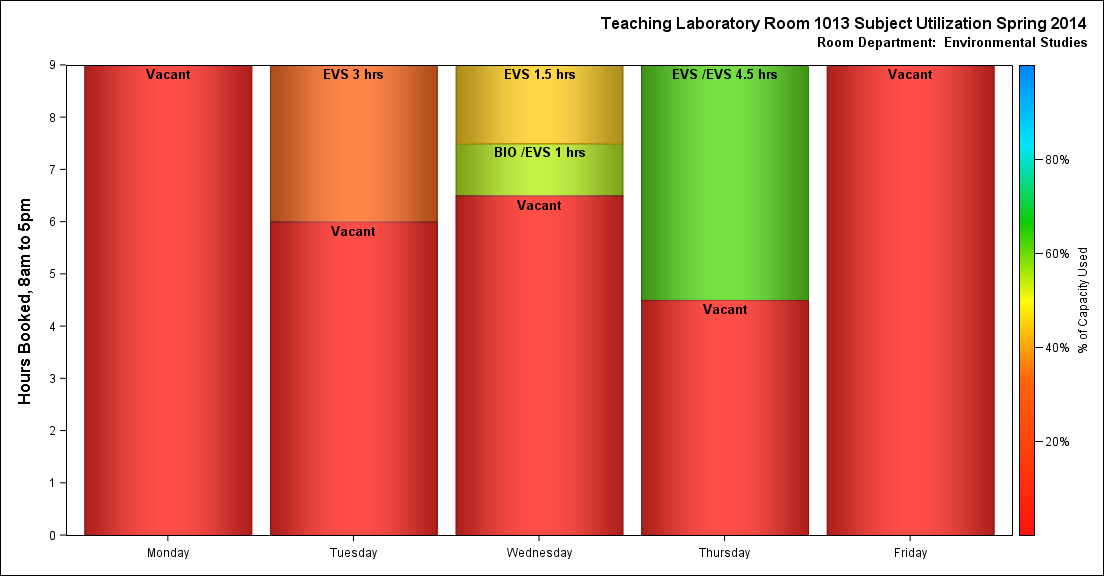 Teaching Laboratory Room 1013 Subject Utilization Spring 2014
Room Department:  Environmental Studies
Hours Booked, 8am to 5pm
9
8
7
6
5
4
3
2
1
0
Vacant
EVS 3 hrs
Vacant
EVS 1.5 hrs
BIO /EVS 1 hrs
Vacant
EVS /EVS 4.5 hrs
Vacant
Vacant
Monday
Tuesday
Wednesday
Thursday
Friday
80%
60%
40%
20%
% of Capacity Used